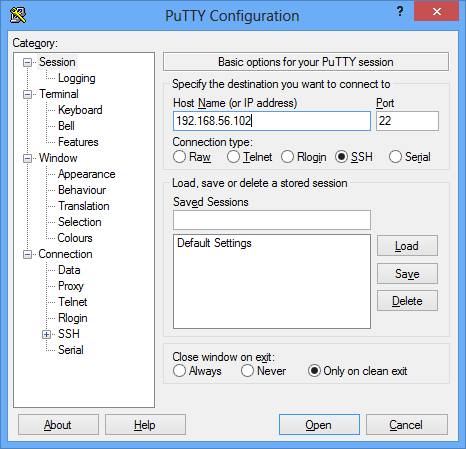 PuTTY Configuration
?
Category:
Session
Logging
Terminal
Keyboard
Bell
Features
Window
Appearance
Behaviour
Translation
Selection
Colours
Connection
Data
Proxy
Telnet
Rlogin
SSH
Serial
Basic options for your PuTTY session
Specify the destination you want to connect to
Host Name (or IP address) Port
192.168.56.102 22
Connection type:
Raw Telnet Rlogin SSH Serial
Load, save or delete a stored session
Saved Sessions
Default Settings
Load
Save
Delete
Close window on exit:
Always Never Only on clean exit
About Help Open Cancel